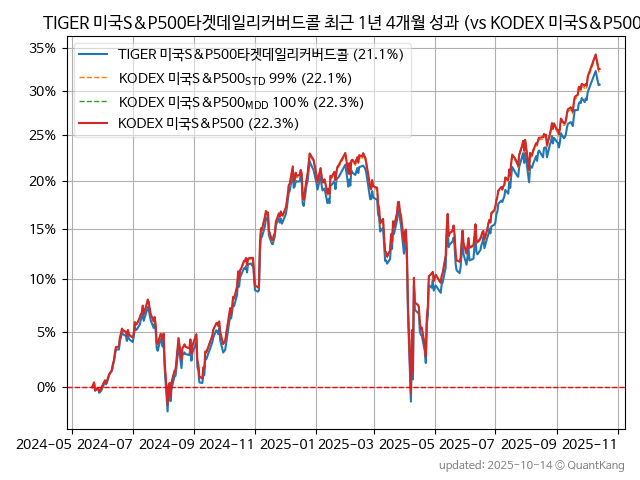 TIGER 미국S&P500타겟데일리커버드콜 최근 1년 4개월 성과 (vs KODEX 미국S&P500
35%
30%
25%
20%
15%
10%
5%
0%
TIGER 미국S&P500타겟데일리커버드콜 (21.1%)
KODEX 미국S&P500STD 99% (22.1%)
KODEX 미국S&P500MDD 100% (22.3%)
KODEX 미국S&P500 (22.3%)
2024-05 2024-07 2024-09 2024-11 2025-01 2025-03 2025-05 2025-07 2025-09 2025-11
updated: 2025-10-14 © QuantKang